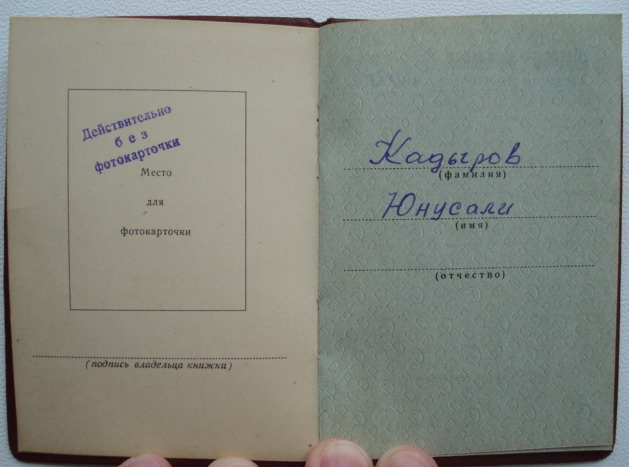 Действительно
без
фотокарточки
Место
для
фотокарточки
(подпись владельца книжки)
Кадыров
(фамилия)
Юнусали
(имя)
(отчество)